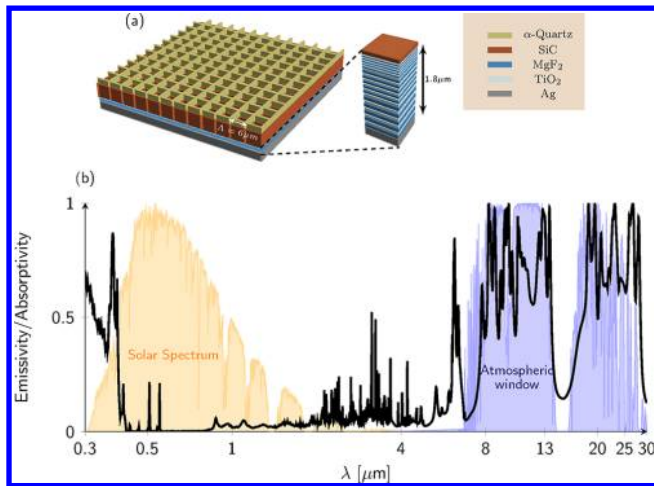 (a)
α-Quartz
SiC
MgF₂
TiO₂
Ag
1.8μm
Λ = 6μm
(b)
Emissivity/Absorptivity
1
0.5
0
Solar Spectrum
Atmospheric
window
0.3 0.5 1 4 8 13 20 25 30
λ [μm]